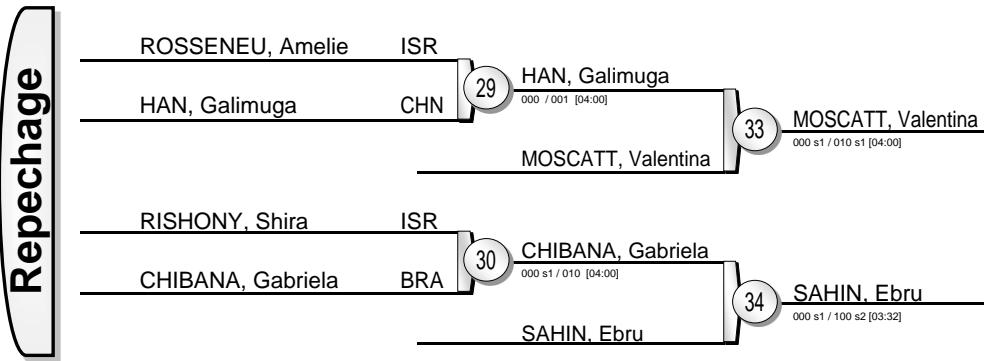 Repechage
ROSSENEU, Amelie ISR
HAN, Galimuga CHN
29
HAN, Galimuga
000 / 001 [04:00]
MOSCATT, Valentina
33
MOSCATT, Valentina
000 s1 / 010 s1 [04:00]
RISHONY, Shira ISR
CHIBANA, Gabriela BRA
30
CHIBANA, Gabriela
000 s1 / 010 [04:00]
SAHIN, Ebru
34
SAHIN, Ebru
000 s1 / 100 s2 [03:32]